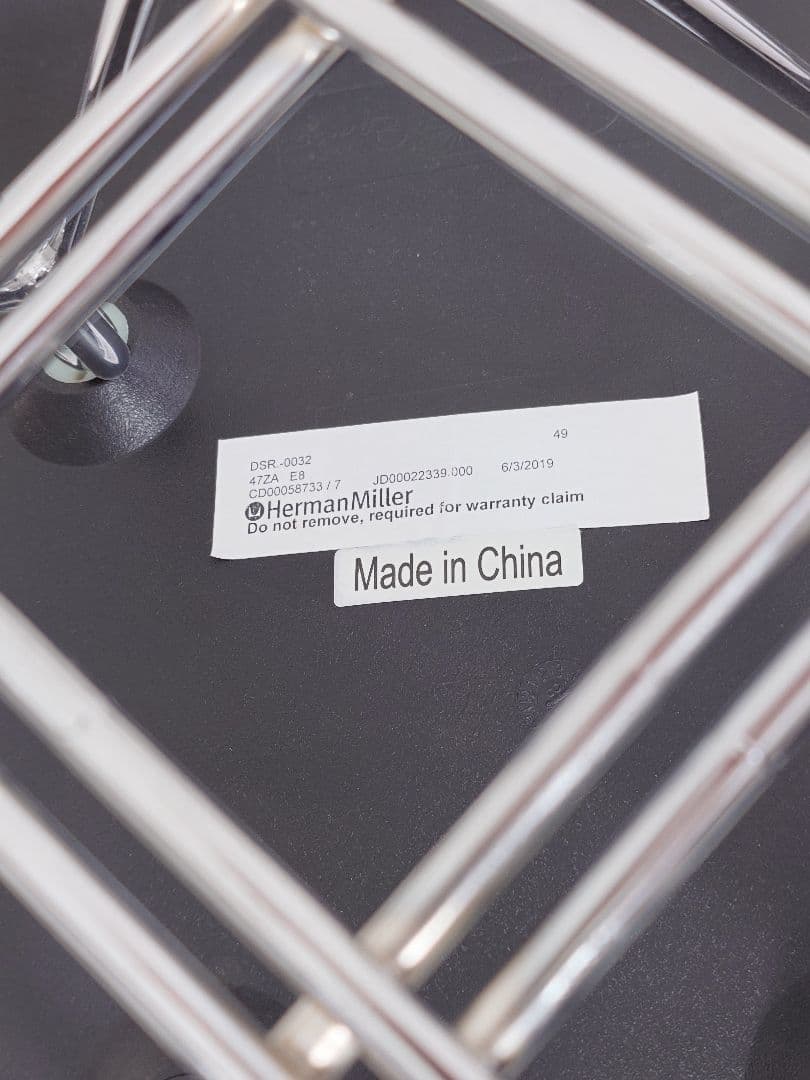 49
DSR.-0032
47ZA E8
CD00058733 / 7 JD00022339.000 6/3/2019
HermanMiller
Do not remove, required for warranty claim
Made in China